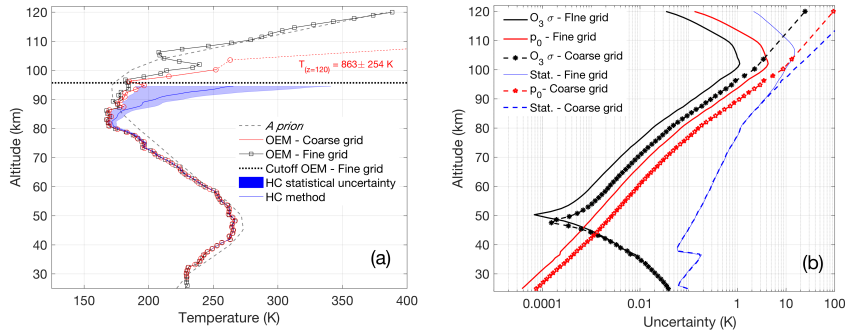 120
110
100
90
80
70
60
50
40
30
Altitude (km)
150
200
250
300
350
400
Temperature (K)
T(z=120) = 863± 254 K
A priori
OEM - Coarse grid
OEM - Fine grid
Cutoff OEM - Fine grid
HC statistical uncertainty
HC method
(a)
120
110
100
90
80
70
60
50
40
30
Altitude (km)
0.0001
0.01
0.1
1
10
100
Uncertainty (K)
O3 σ - FIne grid
p0 - Fine grid
O3 σ - Coarse grid
Stat. - Fine grid
p0- Coarse grid
Stat. - Coarse grid
(b)